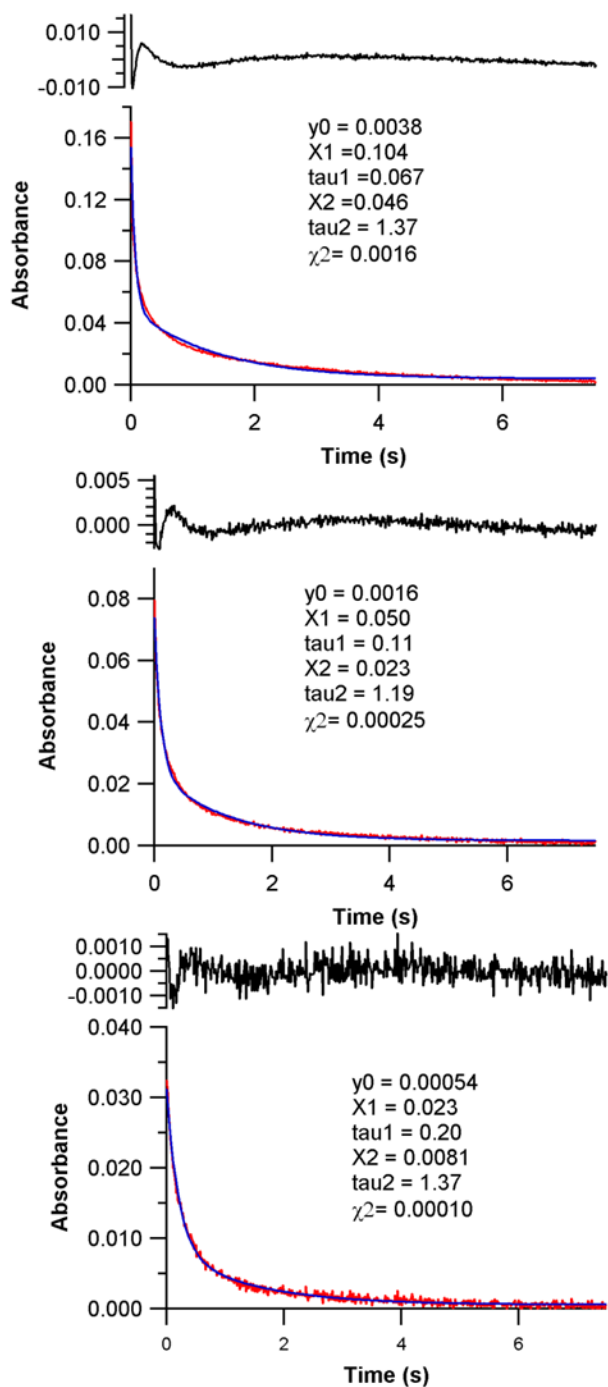 0.010
-0.010
0.16
0.12
0.08
0.04
0.00
Absorbance
y0 = 0.0038
X1 =0.104
tau1 =0.067
X2 =0.046
tau2 = 1.37
χ2= 0.0016
0 2 4 6
Time (s)
0.005
0.000
0.08
0.06
0.04
0.02
0.00
Absorbance
y0 = 0.0016
X1 = 0.050
tau1 = 0.11
X2 = 0.023
tau2 = 1.19
χ2= 0.00025
0 2 4 6
Time (s)
0.0010
0.0000
-0.0010
0.040
0.030
0.020
0.010
0.000
Absorbance
y0 = 0.00054
X1 = 0.023
tau1 = 0.20
X2 = 0.0081
tau2 = 1.37
χ2= 0.00010
0 2 4 6
Time (s)